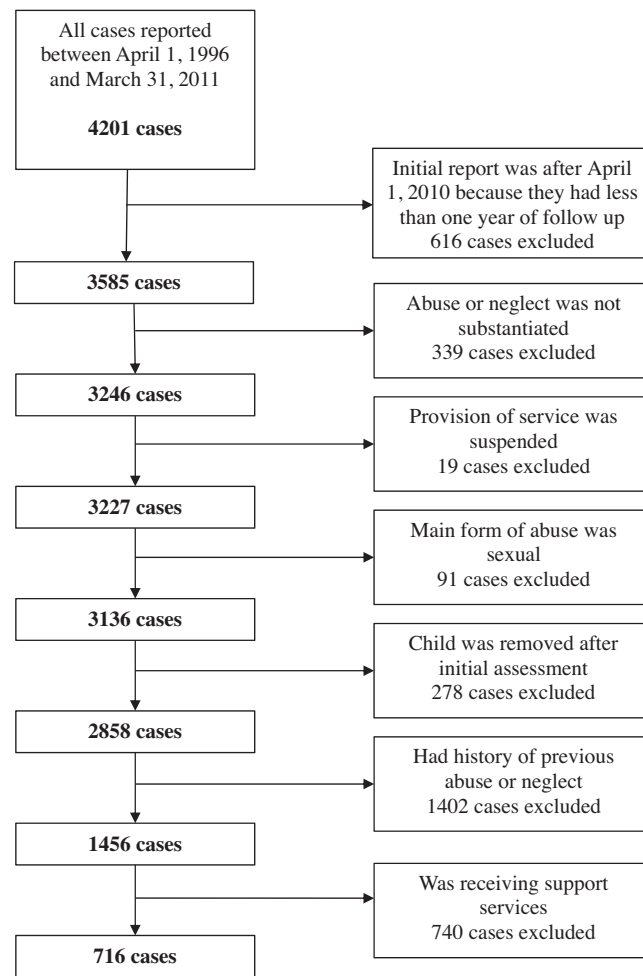 All cases reported
between April 1, 1996
and March 31, 2011
4201 cases
Initial report was after April
1, 2010 because they had less
than one year of follow up
616 cases excluded
3585 cases
Abuse or neglect was not
substantiated
339 cases excluded
3246 cases
Provision of service was
suspended
19 cases excluded
3227 cases
Main form of abuse was
sexual
91 cases excluded
3136 cases
Child was removed after
initial assessment
278 cases excluded
2858 cases
Had history of previous
abuse or neglect
1402 cases excluded
1456 cases
Was receiving support
services
740 cases excluded
716 cases